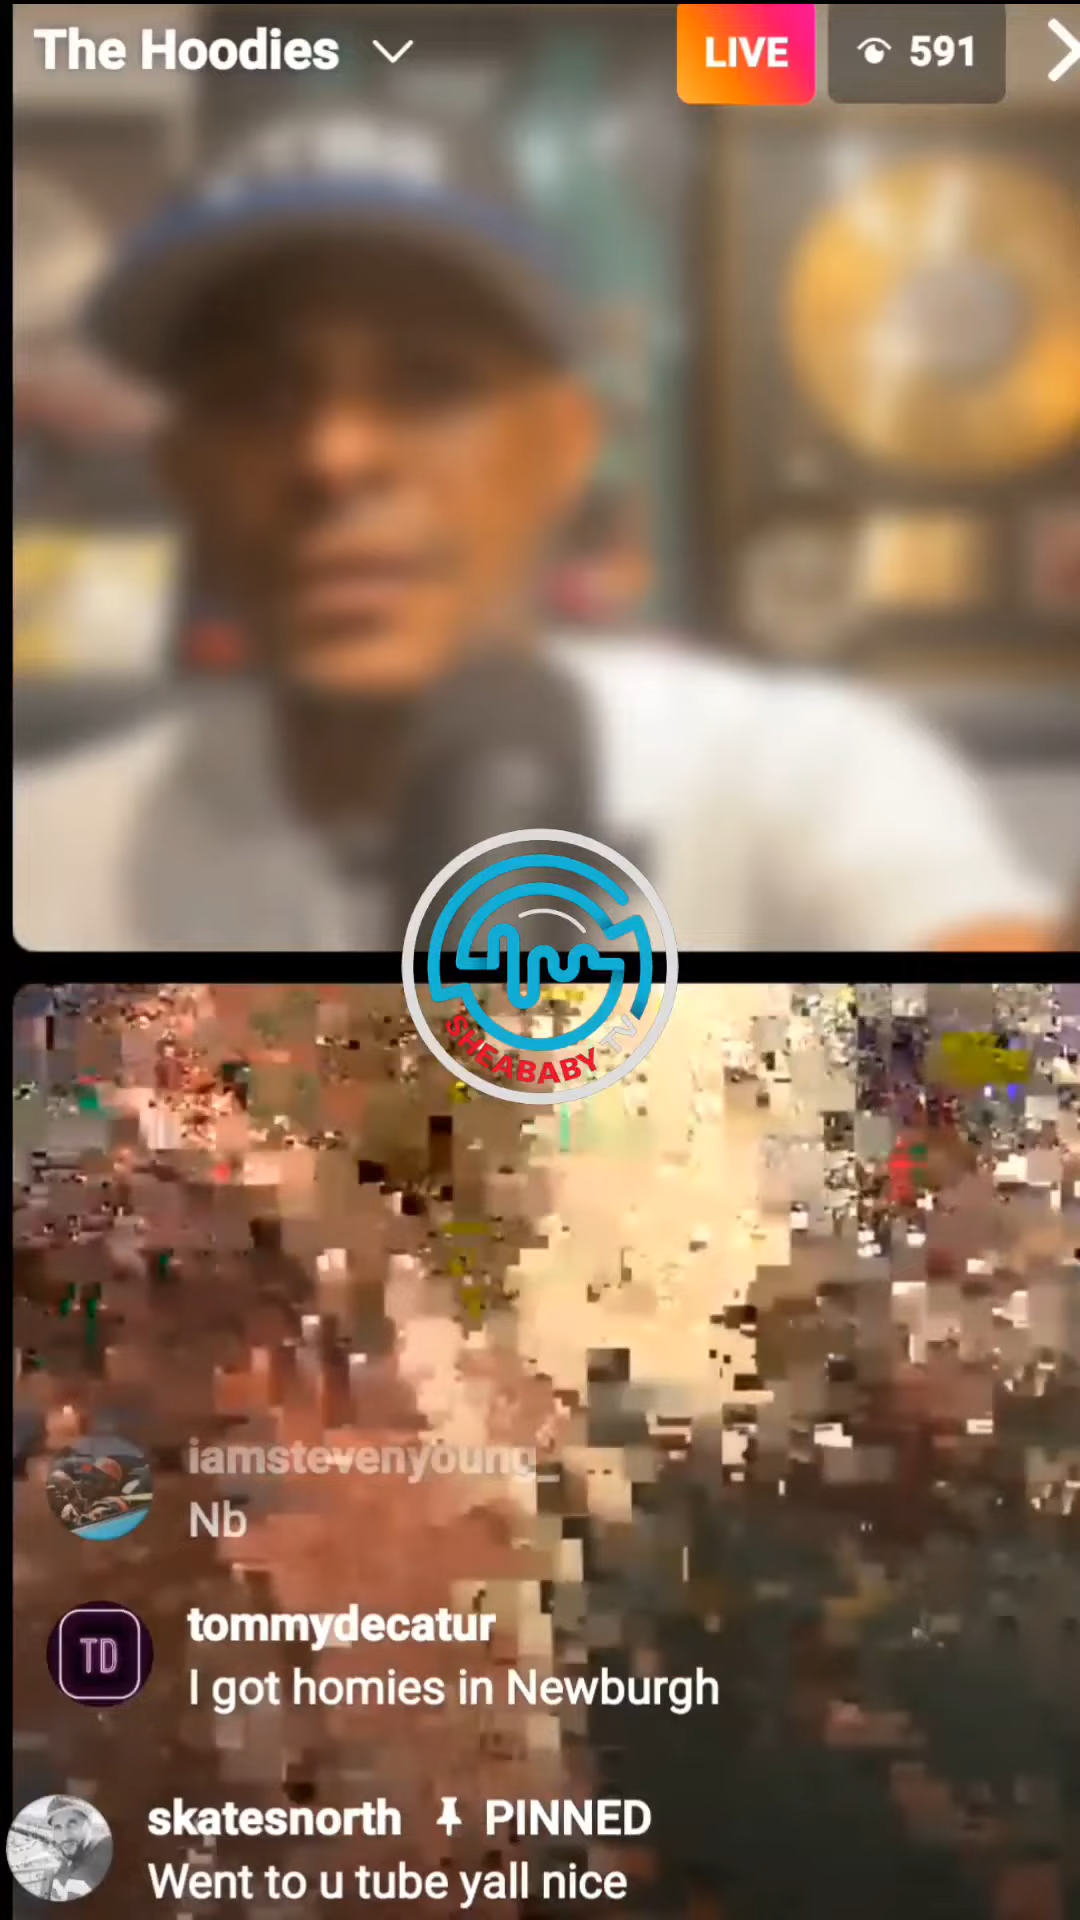 The Hoodies
LIVE
591
SHEABABY TV
iamstevenyoung_
Nb
TD
tommydecatur
I got homies in Newburgh
skatesnorth PINNED
Went to u tube yall nice